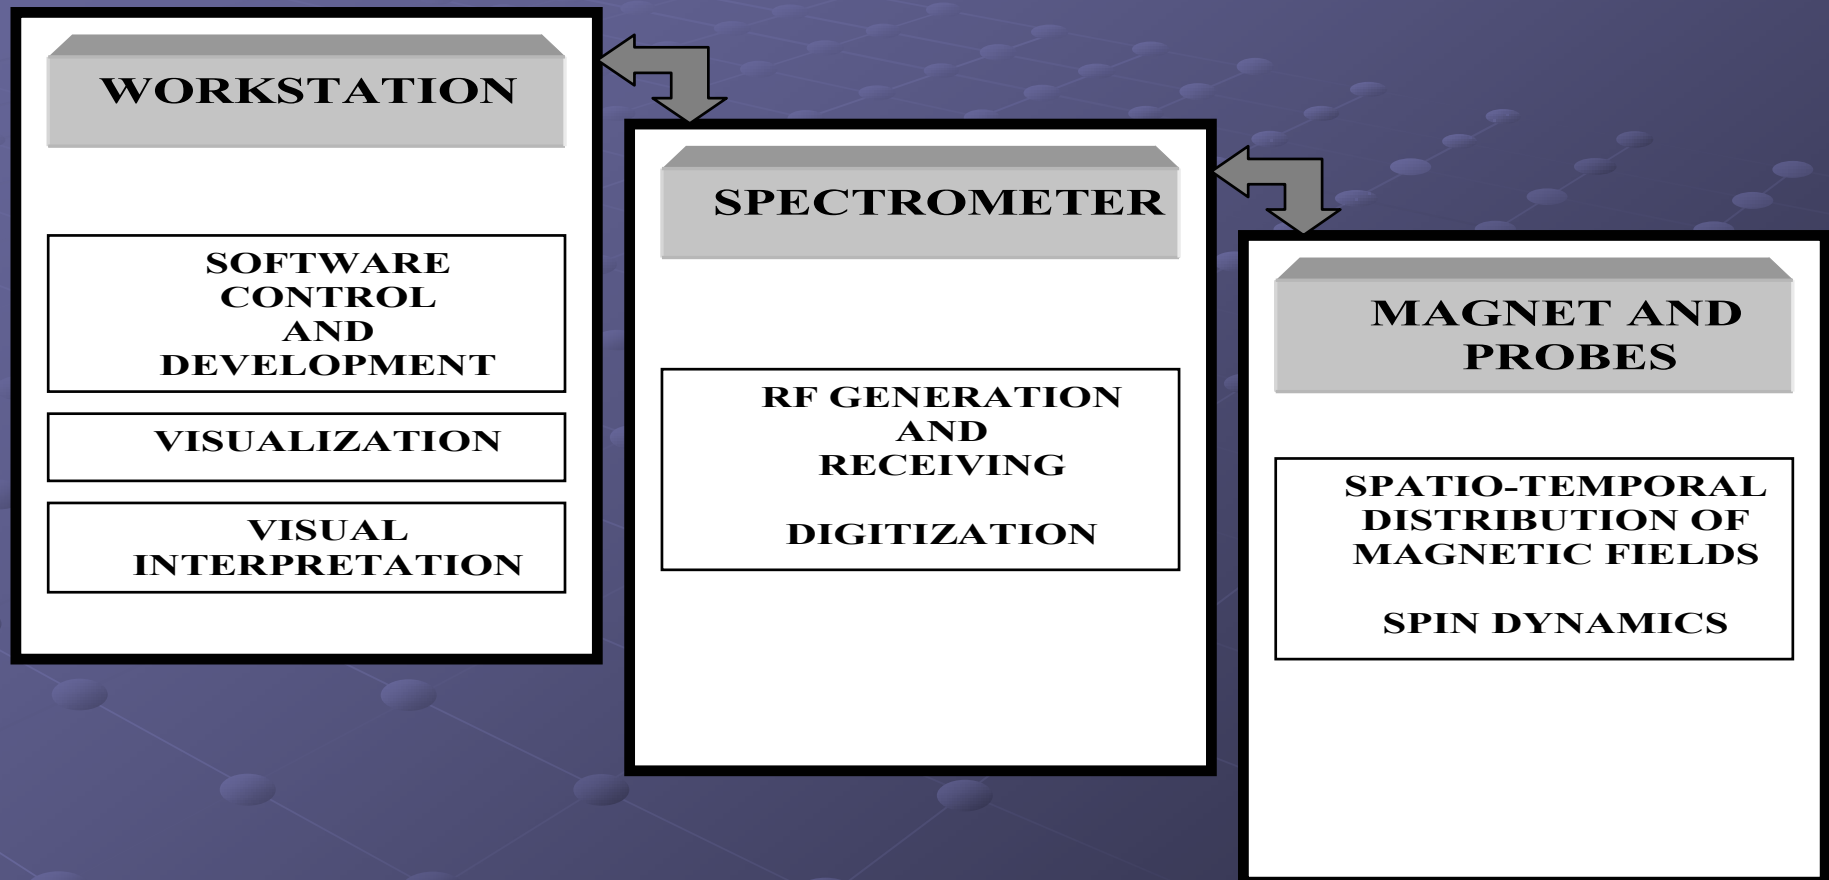 WORKSTATION
SOFTWARE
CONTROL
AND
DEVELOPMENT
VISUALIZATION
VISUAL
INTERPRETATION
SPECTROMETER
RF GENERATION
AND
RECEIVING
DIGITIZATION
MAGNET AND
PROBES
SPATIO-TEMPORAL
DISTRIBUTION OF
MAGNETIC FIELDS
SPIN DYNAMICS